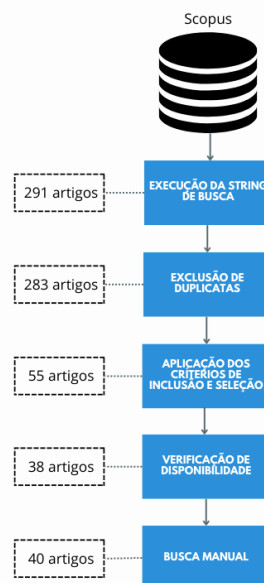 Scopus
291 artigos
EXECUÇÃO DA STRING
DE BUSCA
283 artigos
EXCLUSÃO DE
DUPLICATAS
55 artigos
APLICAÇÃO DOS
CRITÉRIOS DE
INCLUSÃO E SELEÇÃO
38 artigos
VERIFICAÇÃO DE
DISPONIBILIDADE
40 artigos
BUSCA MANUAL